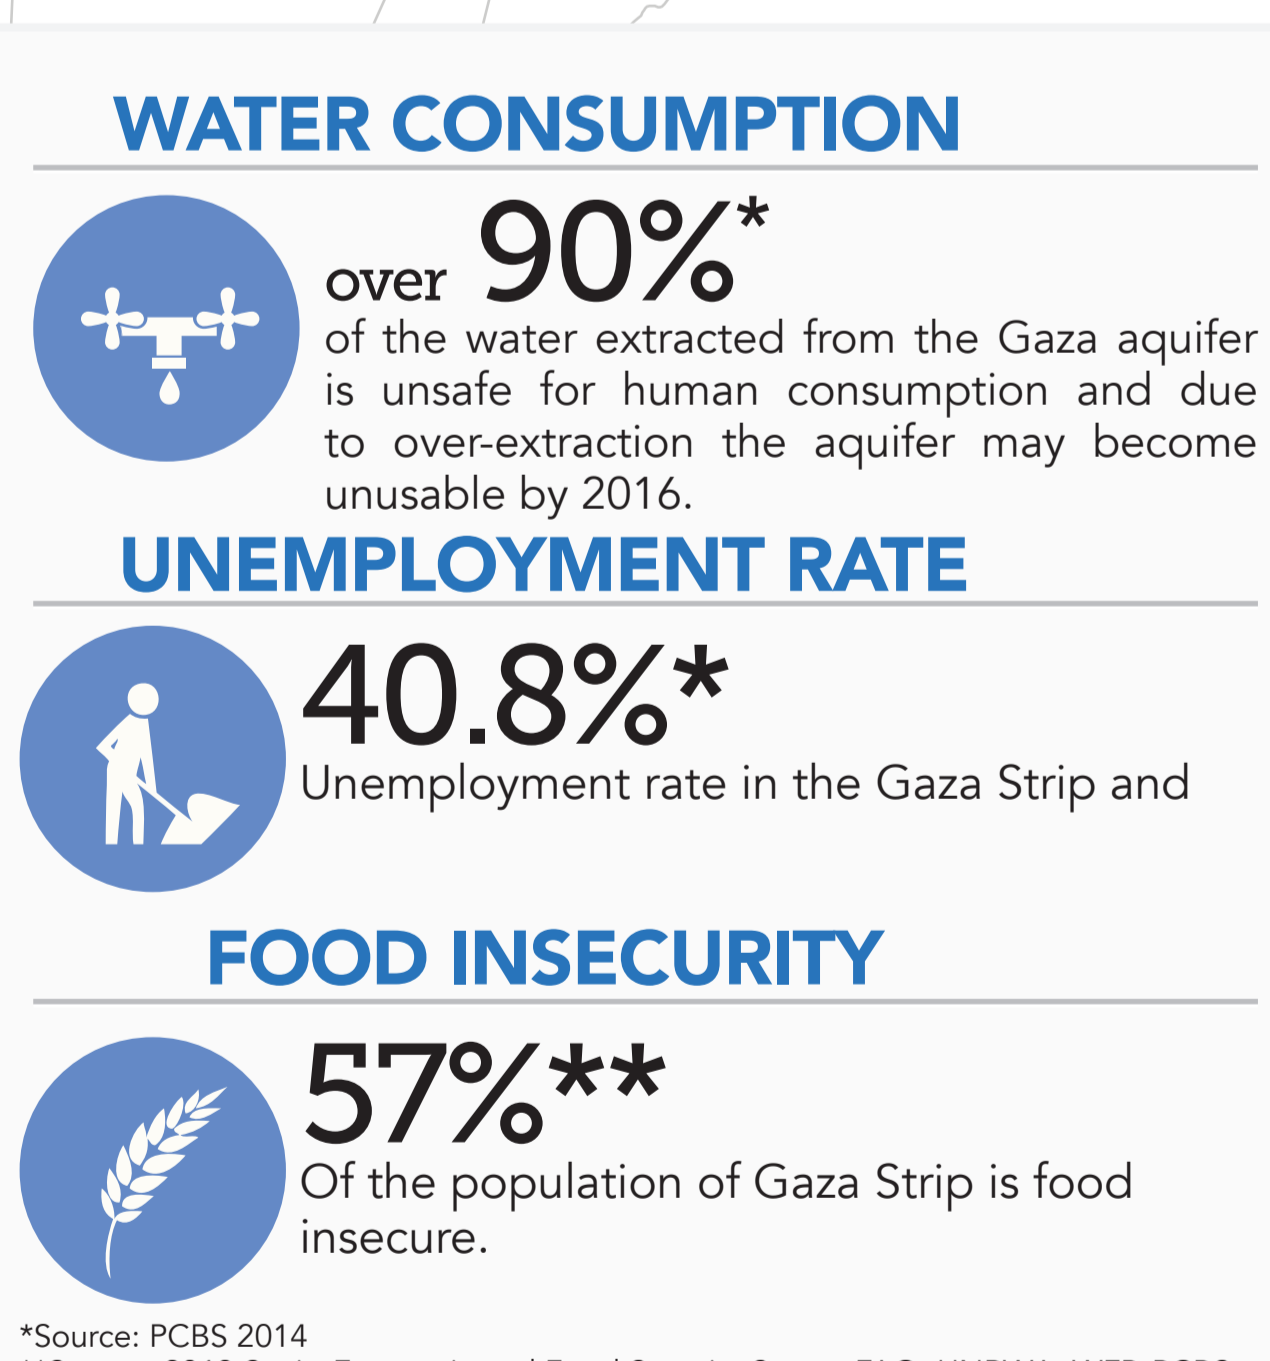 WATER CONSUMPTION
over 90%*
of the water extracted from the Gaza aquifer
is unsafe for human consumption and due
to over-extraction the aquifer may become
unusable by 2016.
UNEMPLOYMENT RATE
40.8%*
Unemployment rate in the Gaza Strip and
FOOD INSECURITY
57%**
Of the population of Gaza Strip is food
insecure.
*Source: PCBS 2014